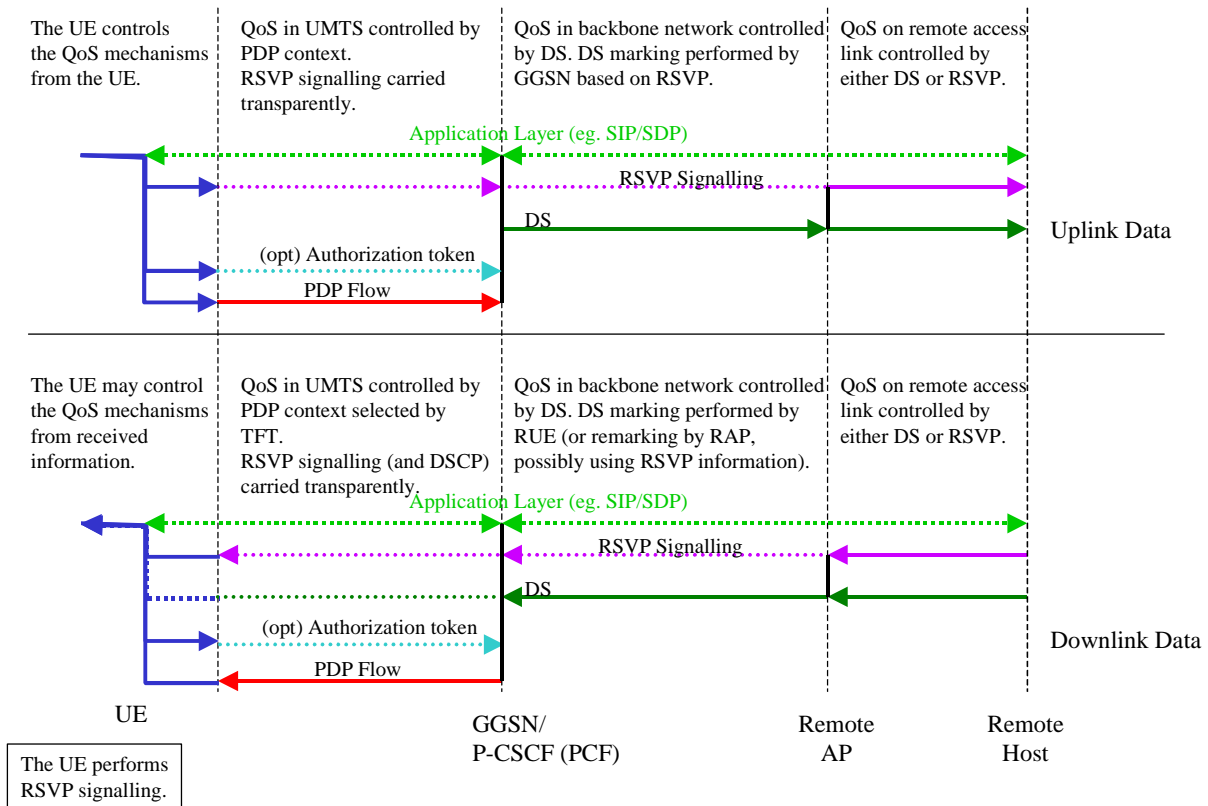 The UE controls
the QoS mechanisms
from the UE.
QoS in UMTS controlled by
PDP context.
RSVP signalling carried
transparently.
QoS in backbone network controlled
by DS. DS marking performed by
GGSN based on RSVP.
QoS on remote access
link controlled by
either DS or RSVP.
Application Layer (eg. SIP/SDP)
RSVP Signalling
DS
Uplink Data
(opt) Authorization token
PDP Flow
The UE may control
the QoS mechanisms
from received
information.
QoS in UMTS controlled by
PDP context selected by
TFT.
RSVP signalling (and DSCP)
carried transparently.
QoS in backbone network controlled
by DS. DS marking performed by
RUE (or remarking by RAP,
possibly using RSVP information).
QoS on remote access
link controlled by
either DS or RSVP.
Application Layer (eg. SIP/SDP)
RSVP Signalling
DS
(opt) Authorization token
Downlink Data
PDP Flow
UE
GGSN/
P-CSCF (PCF)
Remote
AP
Remote
Host
The UE performs
RSVP signalling.